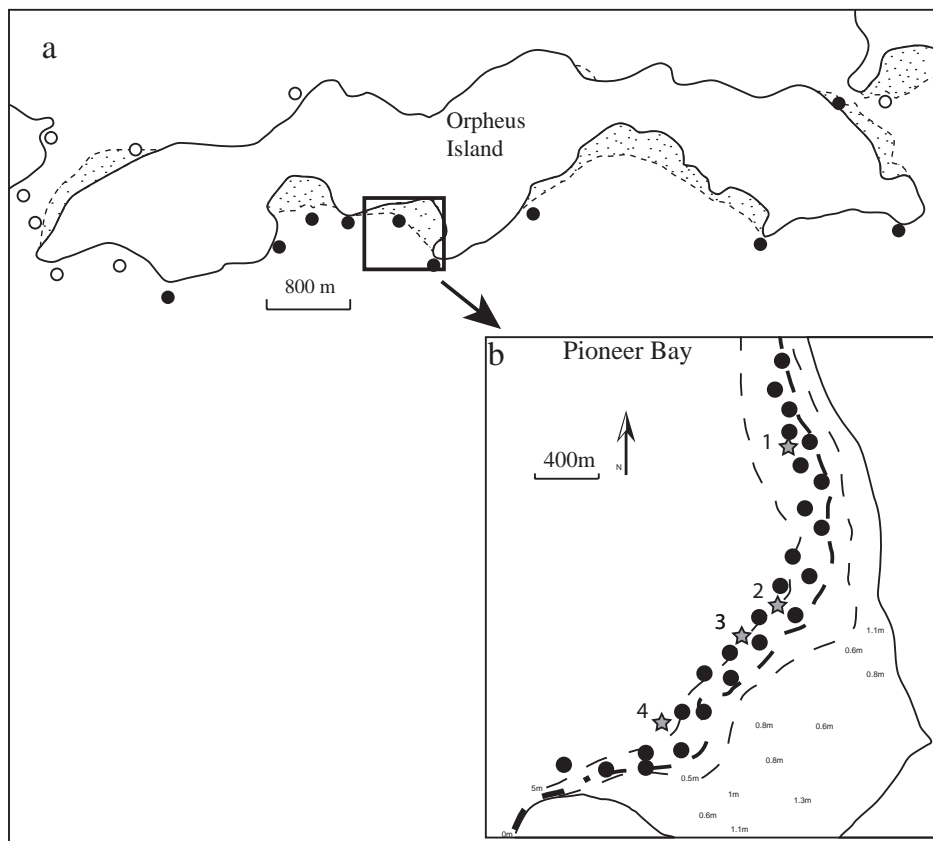 a
Orpheus
Island
800 m
b
Pioneer Bay
1
400m
N
2
3
1.1m
0.6m
0.8m
4
0.8m
0.6m
0.8m
0.5m
5m
1m
1.3m
0.6m
1.1m
0m